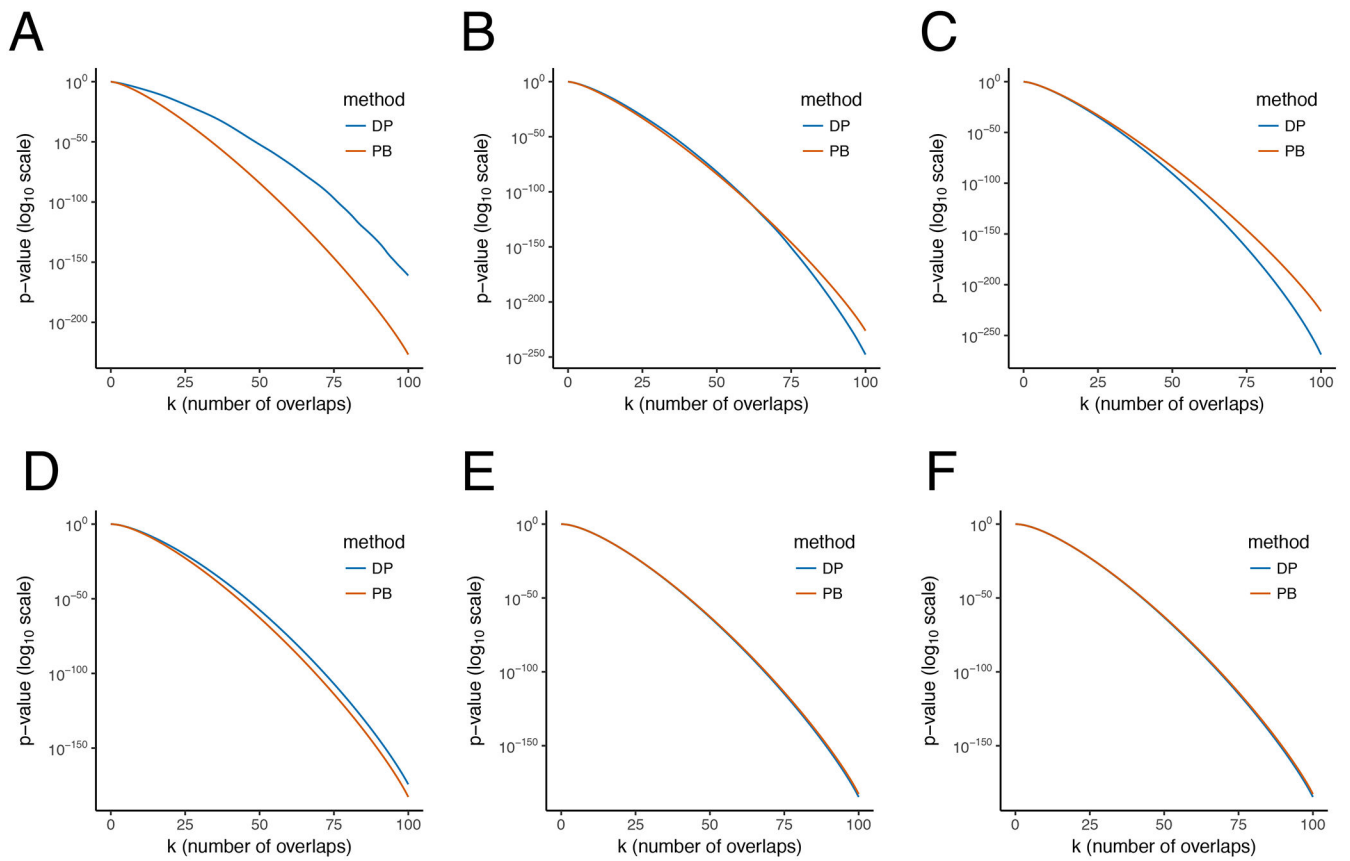 A
p−value (log10 scale)
10^0
10^−50
10^−100
10^−150
10^−200
0 25 50 75 100
k (number of overlaps)
method
DP
PB
B
p−value (log10 scale)
10^0
10^−50
10^−100
10^−150
10^−200
10^−250
0 25 50 75 100
k (number of overlaps)
method
DP
PB
C
p−value (log10 scale)
10^0
10^−50
10^−100
10^−150
10^−200
10^−250
0 25 50 75 100
k (number of overlaps)
method
DP
PB
D
p−value (log10 scale)
10^0
10^−50
10^−100
10^−150
0 25 50 75 100
k (number of overlaps)
method
DP
PB
E
p−value (log10 scale)
10^0
10^−50
10^−100
10^−150
0 25 50 75 100
k (number of overlaps)
method
DP
PB
F
p−value (log10 scale)
10^0
10^−50
10^−100
10^−150
0 25 50 75 100
k (number of overlaps)
method
DP
PB